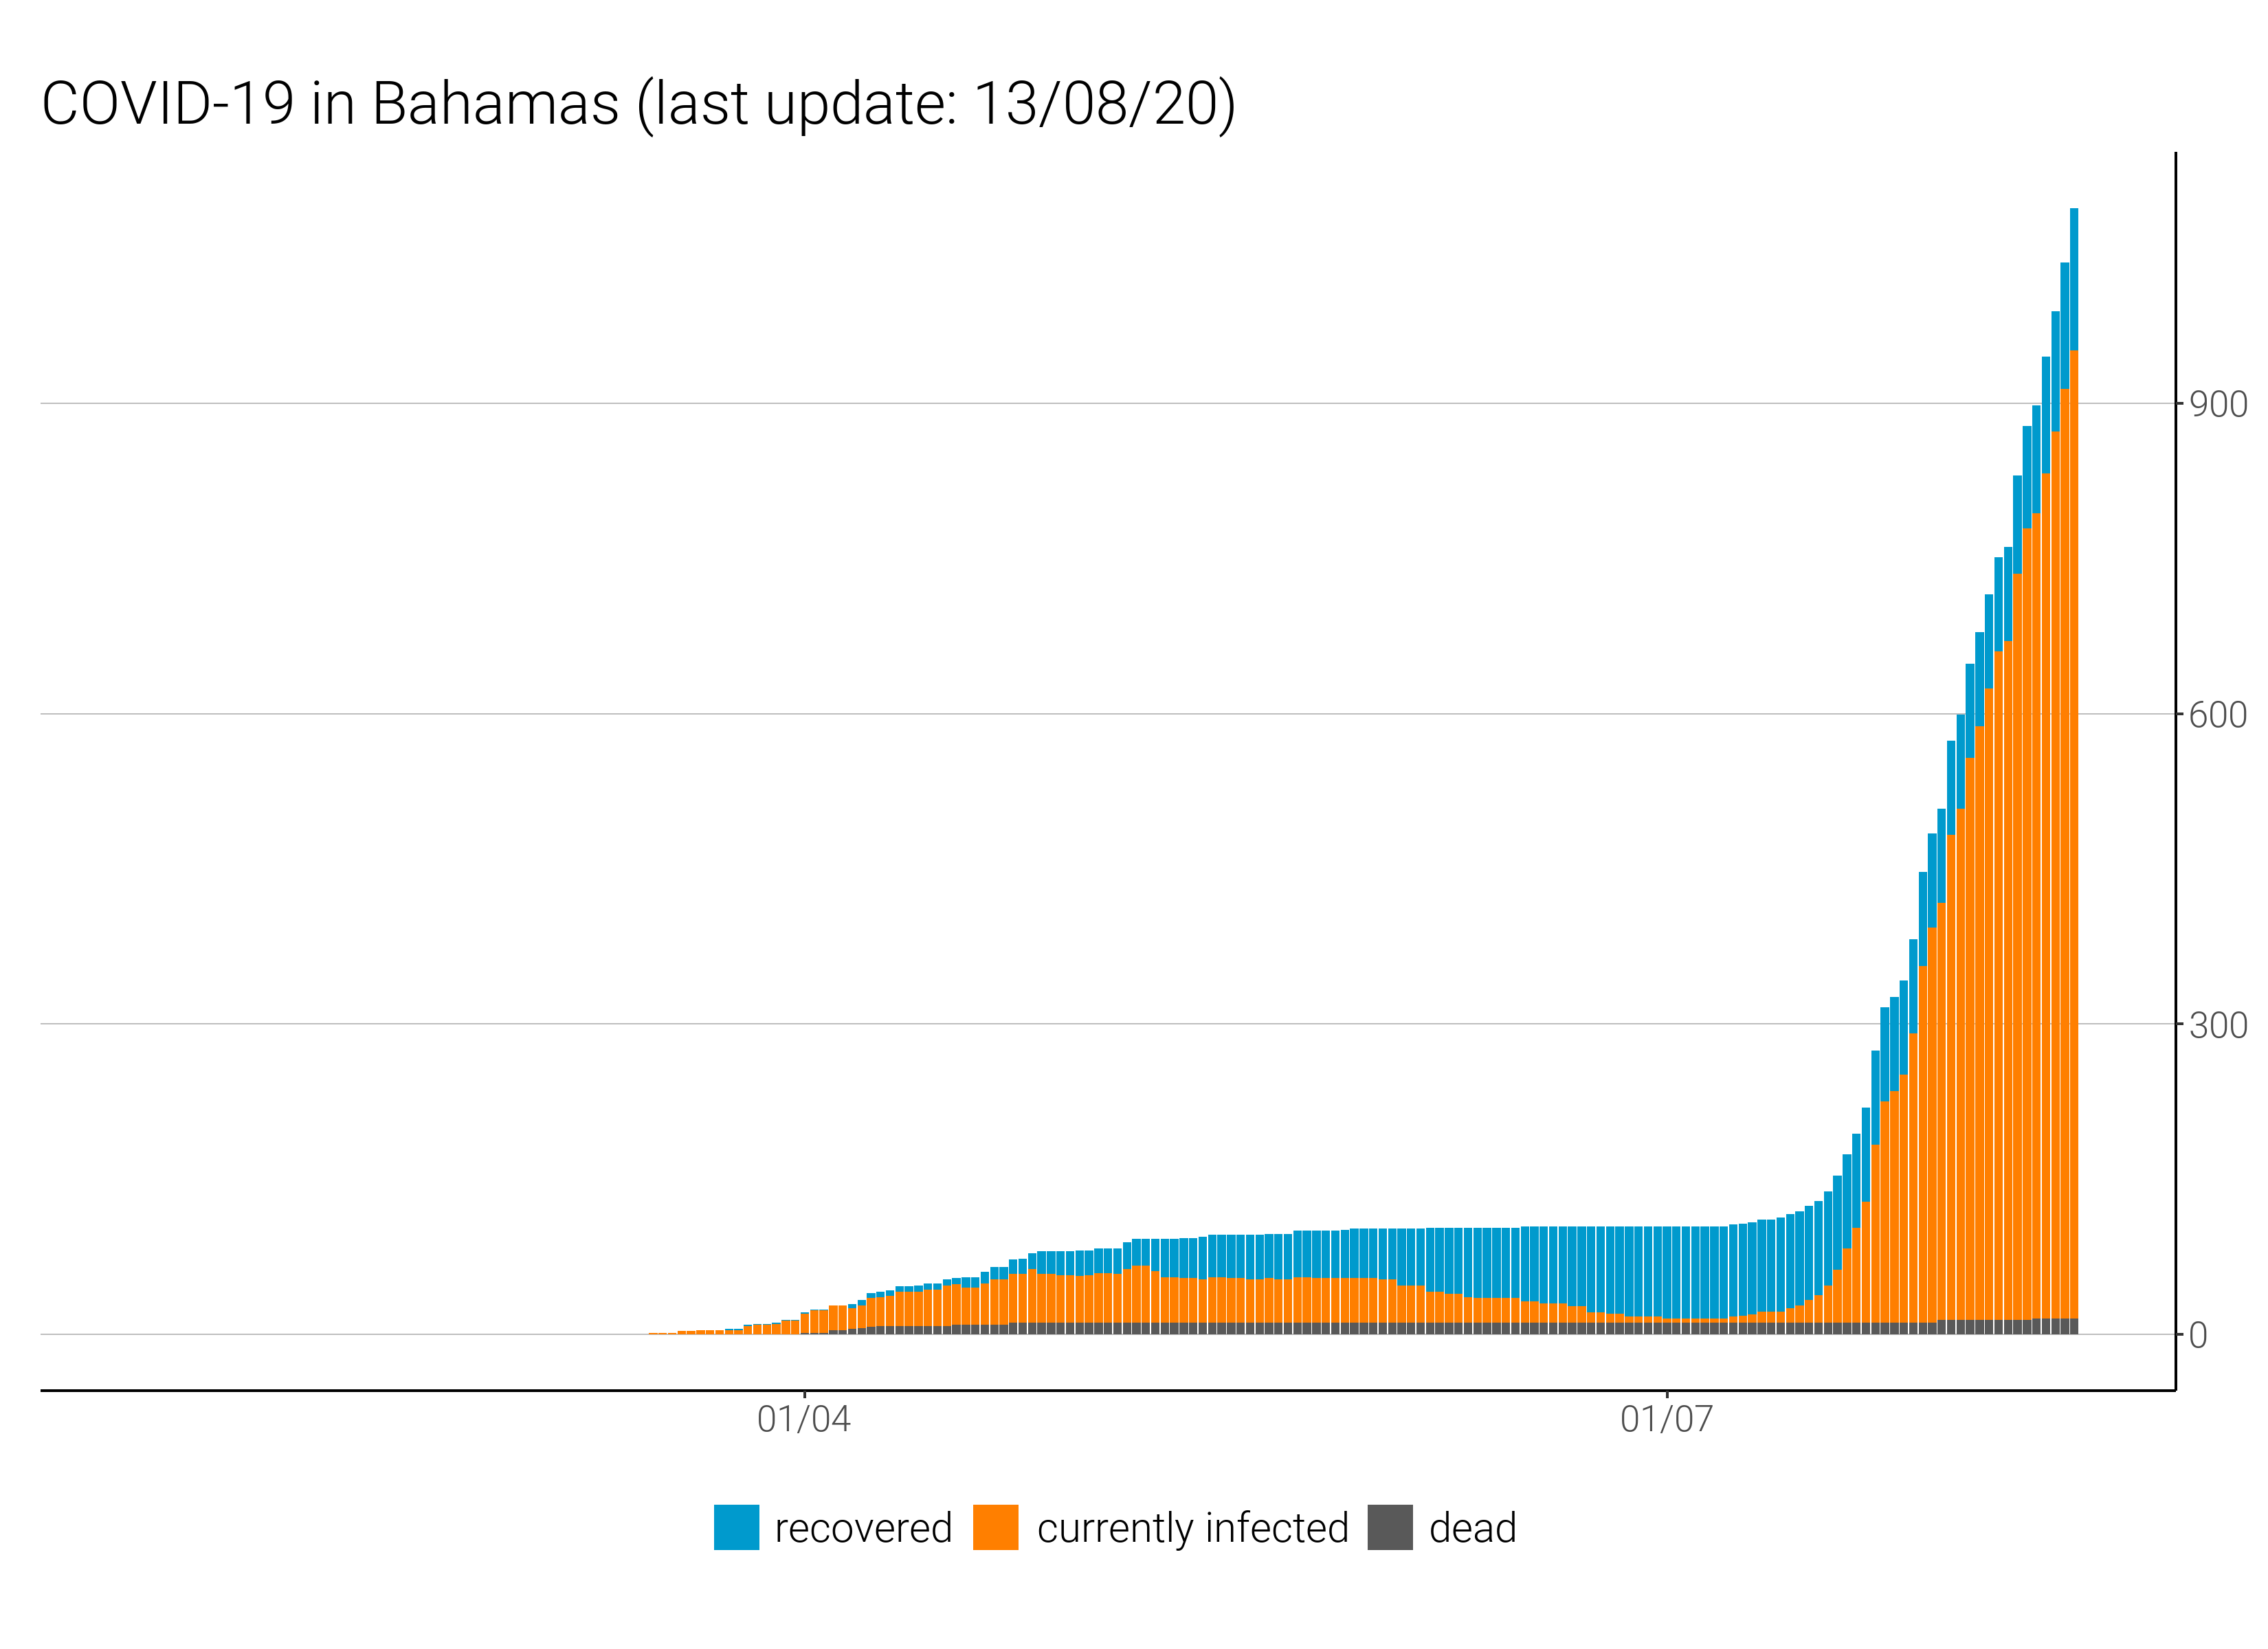 COVID-19 in Bahamas (last update: 13/08/20)
900
600
300
0
01/04 01/07
recovered currently infected dead